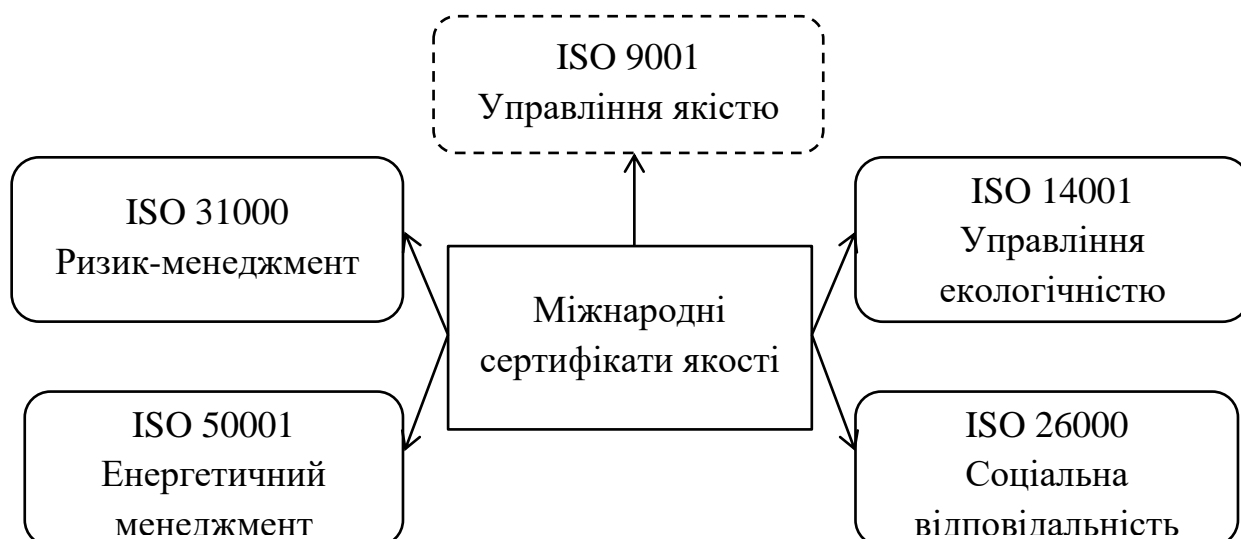 ISO 9001
Управління якістю
ISO 31000
Ризик-менеджмент
ISO 14001
Управління
екологічністю
Міжнародні
сертифікати якості
ISO 50001
Енергетичний
менеджмент
ISO 26000
Соціальна
відповідальність